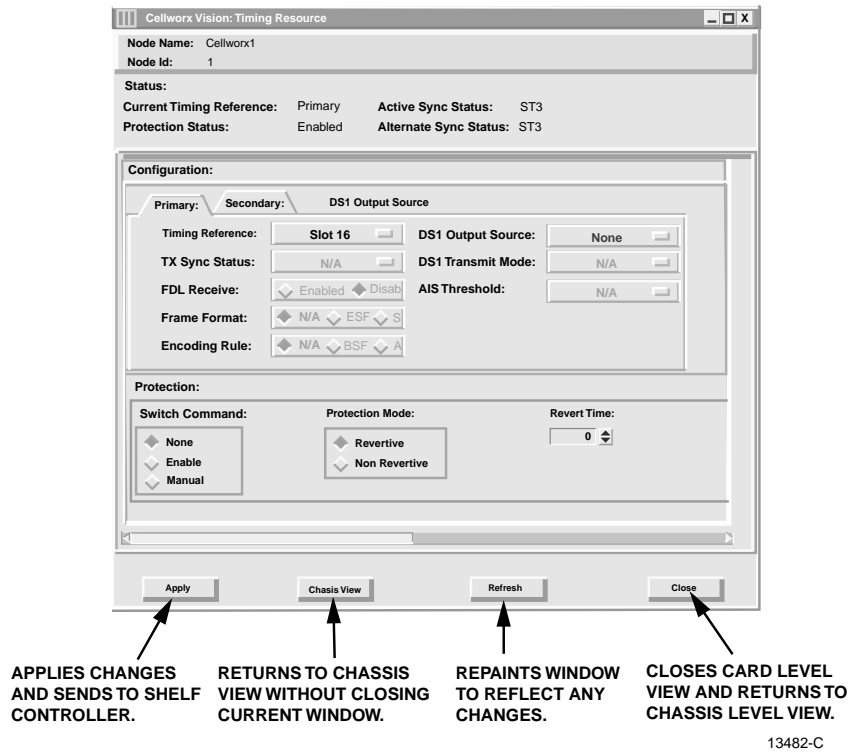 Cellworx Vision: Timing Resource
Node Name: Cellworx1
Node Id: 1
Status:
Current Timing Reference: Primary Active Sync Status: ST3
Protection Status: Enabled Alternate Sync Status: ST3
Configuration:
Primary: Secondary: DS1 Output Source
Timing Reference: Slot 16 DS1 Output Source: None
TX Sync Status: N/A DS1 Transmit Mode: N/A
FDL Receive: Enabled Disab AIS Threshold: N/A
Frame Format: N/A ESF S
Encoding Rule: N/A BSF A
Protection:
Switch Command: Protection Mode: Revert Time:
None Revertive 0
Enable Non Revertive
Manual
Apply Chasis View Refresh Close
APPLIES CHANGES
AND SENDS TO SHELF
CONTROLLER.
RETURNS TO CHASSIS
VIEW WITHOUT CLOSING
CURRENT WINDOW.
REPAINTS WINDOW
TO REFLECT ANY
CHANGES.
CLOSES CARD LEVEL
VIEW AND RETURNS TO
CHASSIS LEVEL VIEW.
13482-C